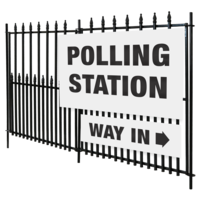 POLLING
STATION
WAY IN ➡